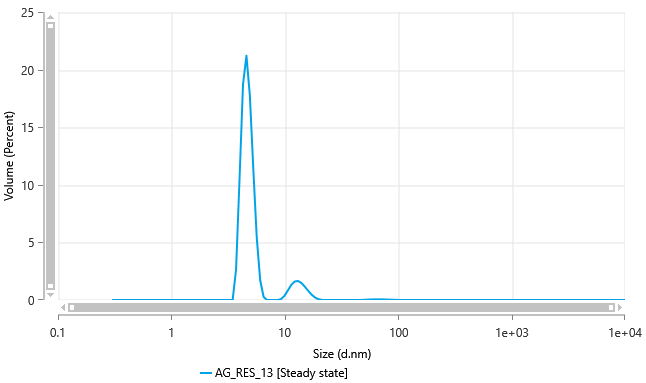 25
20
15
10
5
0
Volume (Percent)
0.1 1 10 100 1e+03 1e+04
Size (d.nm)
AG_RES_13 [Steady state]